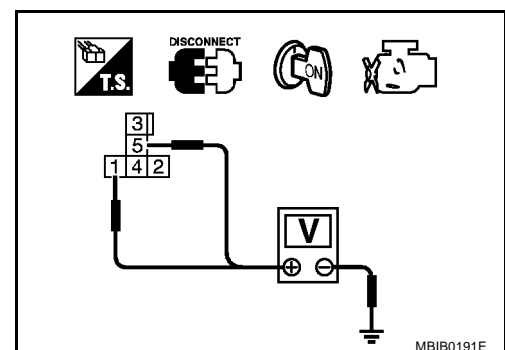 DISCONNECT
T.S.
ON
3
5
1 4 2
V
+ −
MBIB0191E